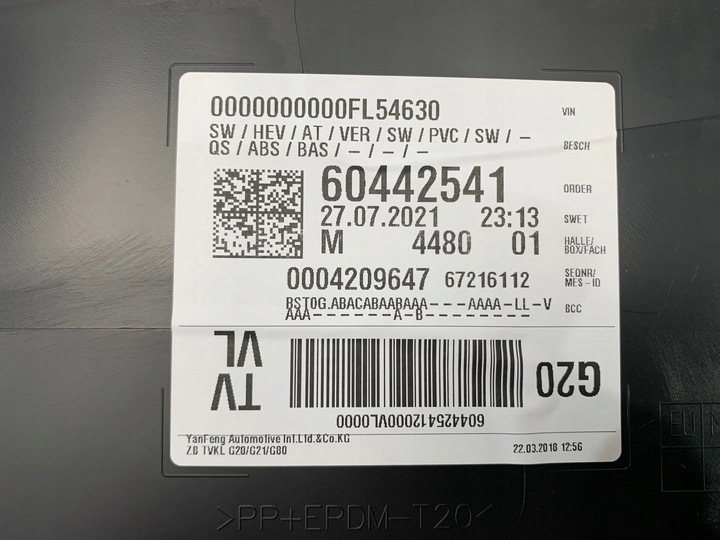 0000000000FL54630 VIN
SW / HEV / AT / VER / SW / PVC / SW / –
QS / ABS / BAS / – / – / – BESCH
60442541 ORDER
27.07.2021 23:13 SWET
M 4480 01 HALLE/
BOX/FACH
0004209647 67216112 SEQNR/
MES-ID
BST0G.ABACABAABAAA---AAAA-LL-V
AAA------A-B-------- BCC
TV
VL
G20
604425412000VL0000
YanFeng Automotive Int.Ltd.&Co.KG
ZB TVKL G20/G21/G80 22.03.2018 12:56
>PP+EPDM-T20<
EU